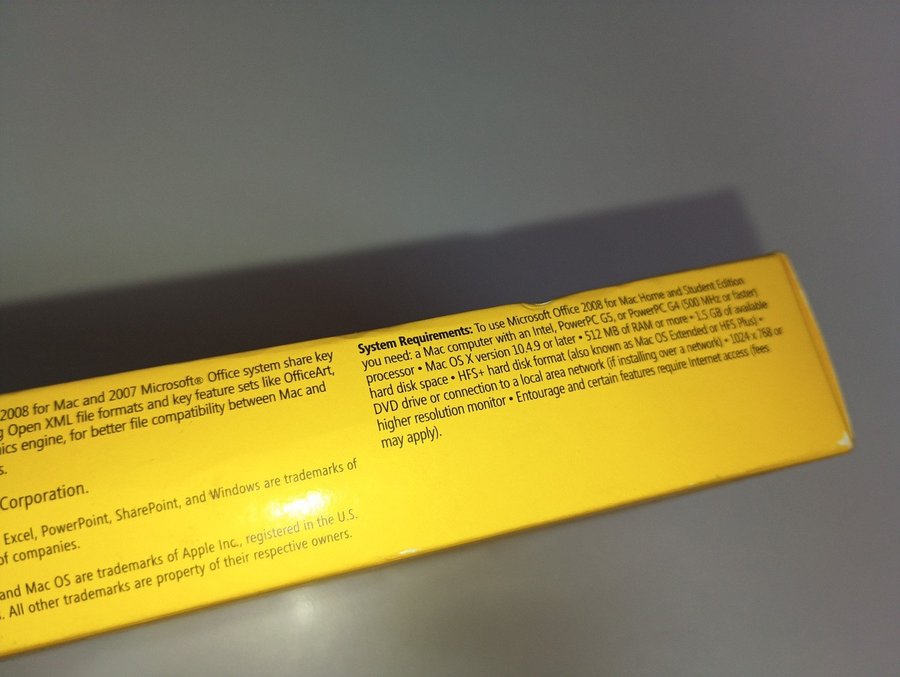 2008 for Mac and 2007 Microsoft® Office system share key
Open XML file formats and key feature sets like OfficeArt,
engine, for better file compatibility between Mac and
s.
Corporation.
Excel, PowerPoint, SharePoint, and Windows are trademarks of
of companies.
and Mac OS are trademarks of Apple Inc., registered in the U.S.
. All other trademarks are property of their respective owners.
System Requirements: To use Microsoft Office 2008 for Mac Home and Student Edition
you need: a Mac computer with an Intel, PowerPC G5, or PowerPC G4 (500 MHz or faster)
processor • Mac OS X version 10.4.9 or later • 512 MB of RAM or more • 1.5 GB of available
hard disk space • HFS+ hard disk format (also known as Mac OS Extended or HFS Plus) •
DVD drive or connection to a local area network (if installing over a network) • 1024 x 768 or
higher resolution monitor • Entourage and certain features require Internet access (fees
may apply).